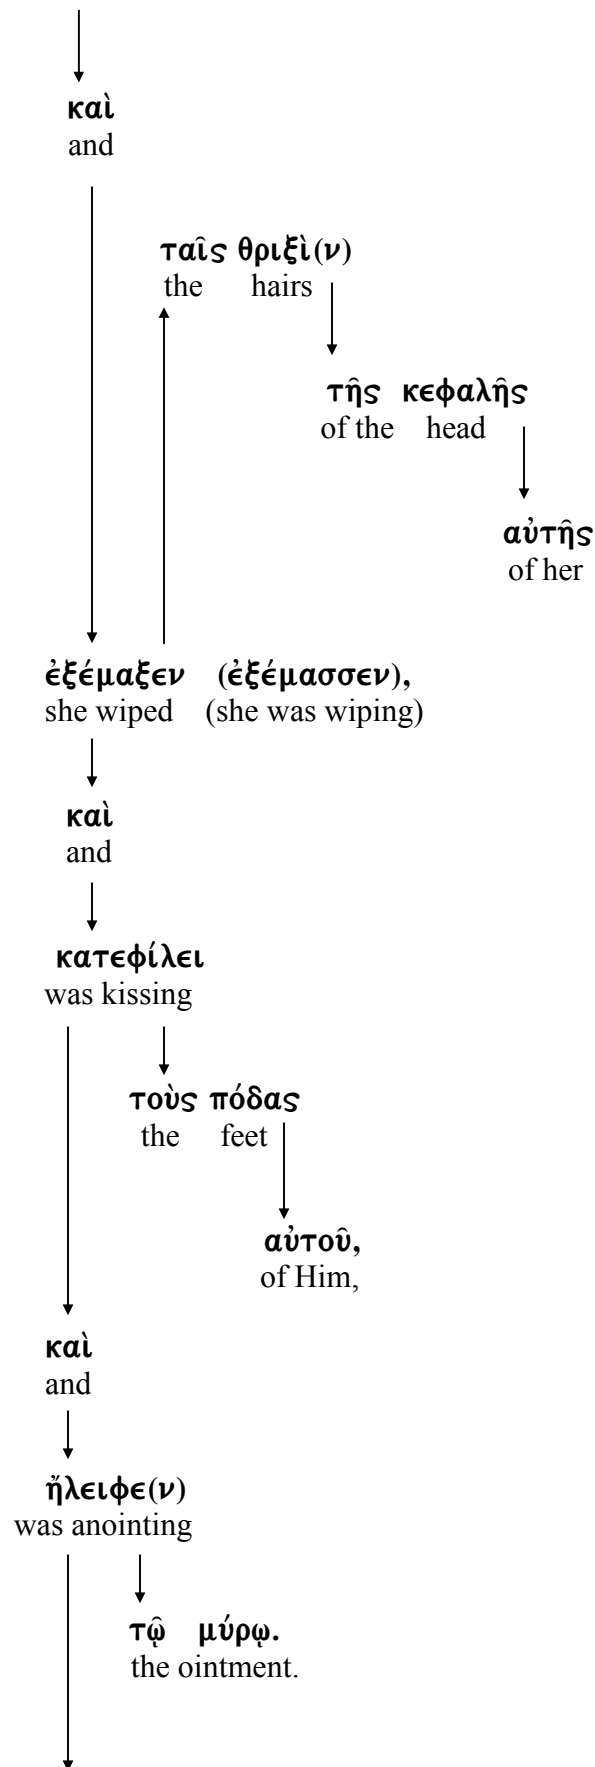 καὶ
and
ταῖς θριξὶ(ν)
the hairs
τῆς κεφαλῆς
of the head
αὐτῆς
of her
ἐξέμαξεν (ἐξέμασσεν),
she wiped (she was wiping)
καὶ
and
κατεφίλει
was kissing
τοὺς πόδας
the feet
αὐτοῦ,
of Him,
καὶ
and
ἤλειφε(ν)
was anointing
τῷ μύρῳ.
the ointment.